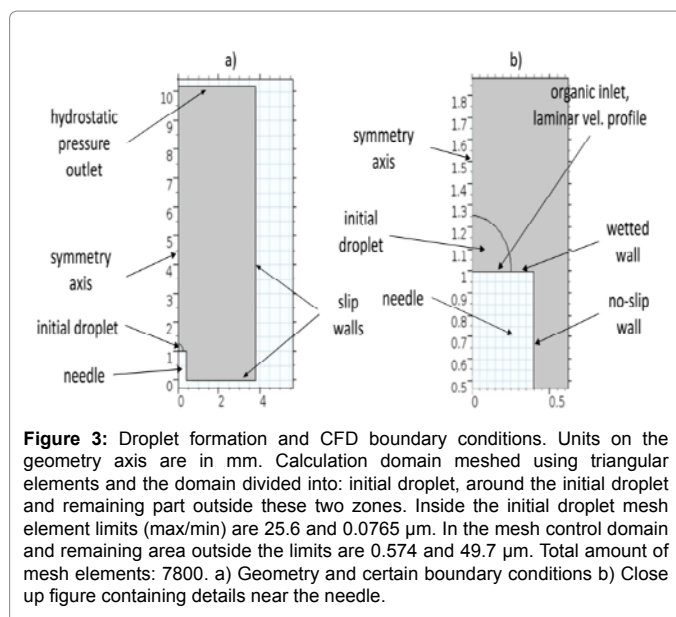 a)
hydrostatic
pressure
outlet
symmetry
axis
initial droplet
needle
slip
walls
10
9
8
7
6
5
4
3
2
1
0
0 2 4
b)
organic inlet,
laminar vel. profile
symmetry
axis
initial
droplet
needle
wetted
wall
no-slip
wall
1.8
1.7
1.6
1.5
1.4
1.3
1.2
1.1
1
0.9
0.8
0.7
0.6
0.5
0 0.5
Figure 3: Droplet formation and CFD boundary conditions. Units on the
geometry axis are in mm. Calculation domain meshed using triangular
elements and the domain divided into: initial droplet, around the initial droplet
and remaining part outside these two zones. Inside the initial droplet mesh
element limits (max/min) are 25.6 and 0.0765 µm. In the mesh control domain
and remaining area outside the limits are 0.574 and 49.7 µm. Total amount of
mesh elements: 7800. a) Geometry and certain boundary conditions b) Close
up figure containing details near the needle.